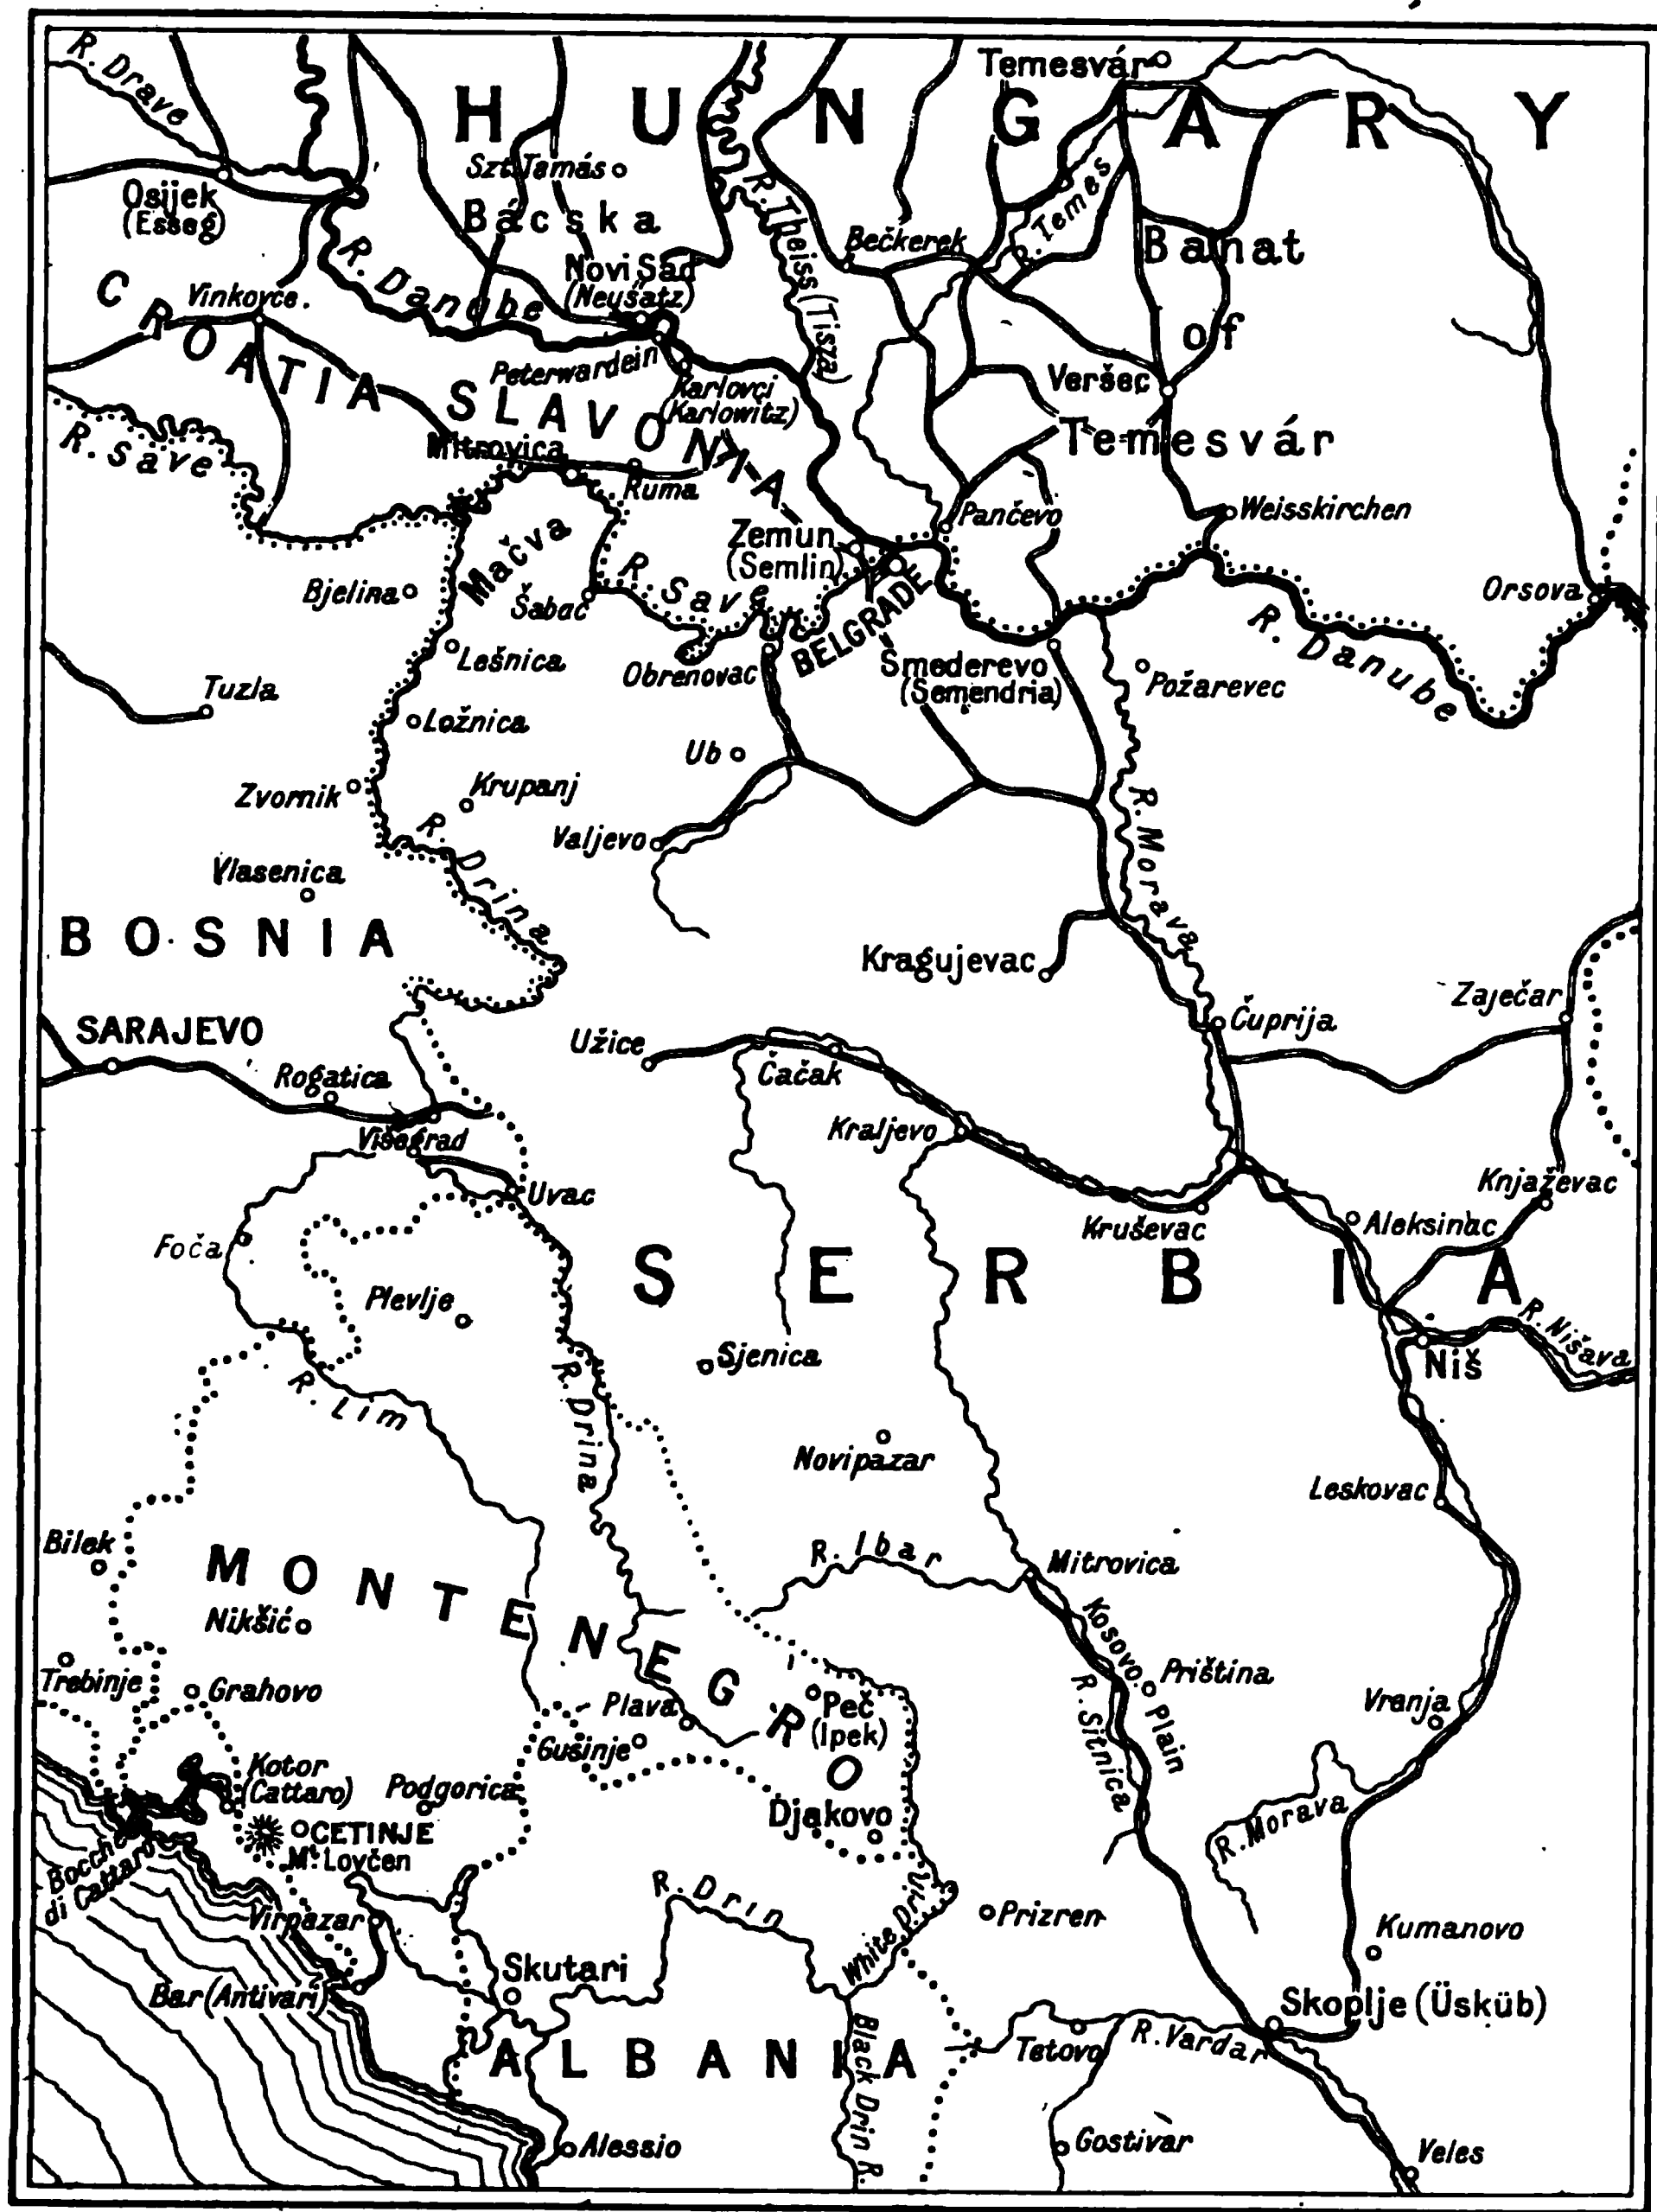 R. Drave
HUNGARY
Temesvár
Szt. Tamás
Osijek
(Esseg)
Bácska
R. Theiss (Tisza)
R. Temes
Bečkerek
Banat
of
Temesvár
R. Danube
Novi Sad
(Neusatz)
Vinkovce.
CROATIA SLAVONIA
Peterwardein
Karlovci
(Karlowitz)
Veršec
R. Save
Mitrovica
Ruma
Mačva
Zemun
(Semlin)
Pančevo
Weisskirchen
Bjelina
Šabac
R. Save
BELGRADE
Orsova
R. Danube
Lešnica
Obrenovac
Smederevo
(Semendria)
Požarevec
Tuzla
Ložnica
Ub
Zvornik
Krupanj
R. Morava
R. Drina
Valjevo
Vlasenica
BOSNIA
Kragujevac
Zaječar
SARAJEVO
Užice
Čuprija
Rogatica
Čačak
Višegrad
Kraljevo
Uvac
Knjaževac
Kruševac
Aleksinac
Foča
SERBIA
Plevlje
R. Nišava
Sjenica
Niš
R. Lim
R. Drina
Novipazar
Leskovac
Bilek
R. Ibar
Mitrovica
MONTENEGRO
Nikšić
Kosovo Plain
R. Sitnica
Priština
Trebinje
Grahovo
Plava
Peč
(Ipek)
Vranja
Gusinje
Kotor
(Cattaro)
Podgorica
Djakovo
R. Morava
CETINJE
Mt. Lovčen
Bocche
di Cattaro
R. Drin
White Drin
Prizren
Virpazar
Kumanovo
Skutari
Bar (Antivari)
Skoplje (Üsküb)
ALBANIA
Black Drin R.
Tetovo
R. Vardar
Alessio
Gostivar
Veles